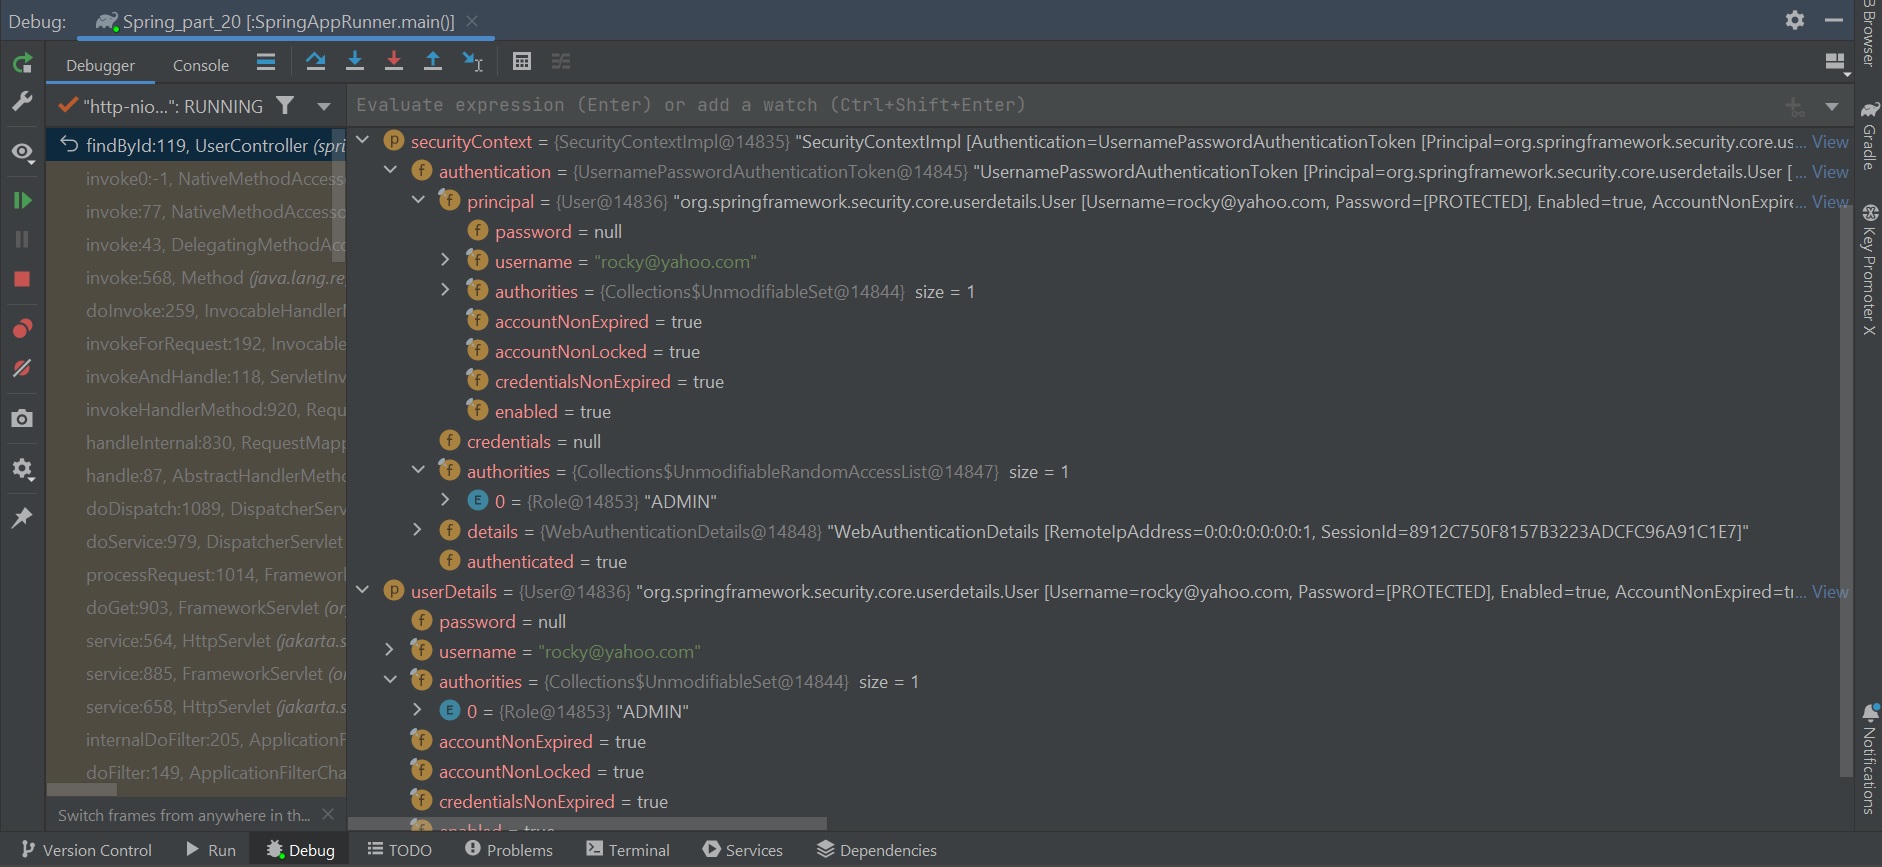 Debug: Spring_part_20 [:SpringAppRunner.main()]
Debugger Console
"http-nio...": RUNNING
Evaluate expression (Enter) or add a watch (Ctrl+Shift+Enter)
findById:119, UserController (spri
invoke0:-1, NativeMethodAccess
invoke:77, NativeMethodAccesso
invoke:43, DelegatingMethodAcc
invoke:568, Method (java.lang.re
doInvoke:259, InvocableHandlerM
invokeForRequest:192, Invocable
invokeAndHandle:118, ServletInv
invokeHandlerMethod:920, Requ
handleInternal:830, RequestMapp
handle:87, AbstractHandlerMetho
doDispatch:1089, DispatcherServ
doService:979, DispatcherServlet
processRequest:1014, Framework
doGet:903, FrameworkServlet (or
service:564, HttpServlet (jakarta.s
service:885, FrameworkServlet (or
service:658, HttpServlet (jakarta.s
internalDoFilter:205, ApplicationF
doFilter:149, ApplicationFilterCha
Switch frames from anywhere in th...
securityContext = {SecurityContextImpl@14835} "SecurityContextImpl [Authentication=UsernamePasswordAuthenticationToken [Principal=org.springframework.security.core.us... View
authentication = {UsernamePasswordAuthenticationToken@14845} "UsernamePasswordAuthenticationToken [Principal=org.springframework.security.core.userdetails.User [... View
principal = {User@14836} "org.springframework.security.core.userdetails.User [Username=rocky@yahoo.com, Password=[PROTECTED], Enabled=true, AccountNonExpire... View
password = null
username = "rocky@yahoo.com"
authorities = {Collections$UnmodifiableSet@14844} size = 1
accountNonExpired = true
accountNonLocked = true
credentialsNonExpired = true
enabled = true
credentials = null
authorities = {Collections$UnmodifiableRandomAccessList@14847} size = 1
0 = {Role@14853} "ADMIN"
details = {WebAuthenticationDetails@14848} "WebAuthenticationDetails [RemoteIpAddress=0:0:0:0:0:0:0:1, SessionId=8912C750F8157B3223ADCFC96A91C1E7]"
authenticated = true
userDetails = {User@14836} "org.springframework.security.core.userdetails.User [Username=rocky@yahoo.com, Password=[PROTECTED], Enabled=true, AccountNonExpired=tr... View
password = null
username = "rocky@yahoo.com"
authorities = {Collections$UnmodifiableSet@14844} size = 1
0 = {Role@14853} "ADMIN"
accountNonExpired = true
accountNonLocked = true
credentialsNonExpired = true
enabled = true
B Browser
Gradle
Key Promoter X
Notifications
Version Control Run Debug TODO Problems Terminal Services Dependencies